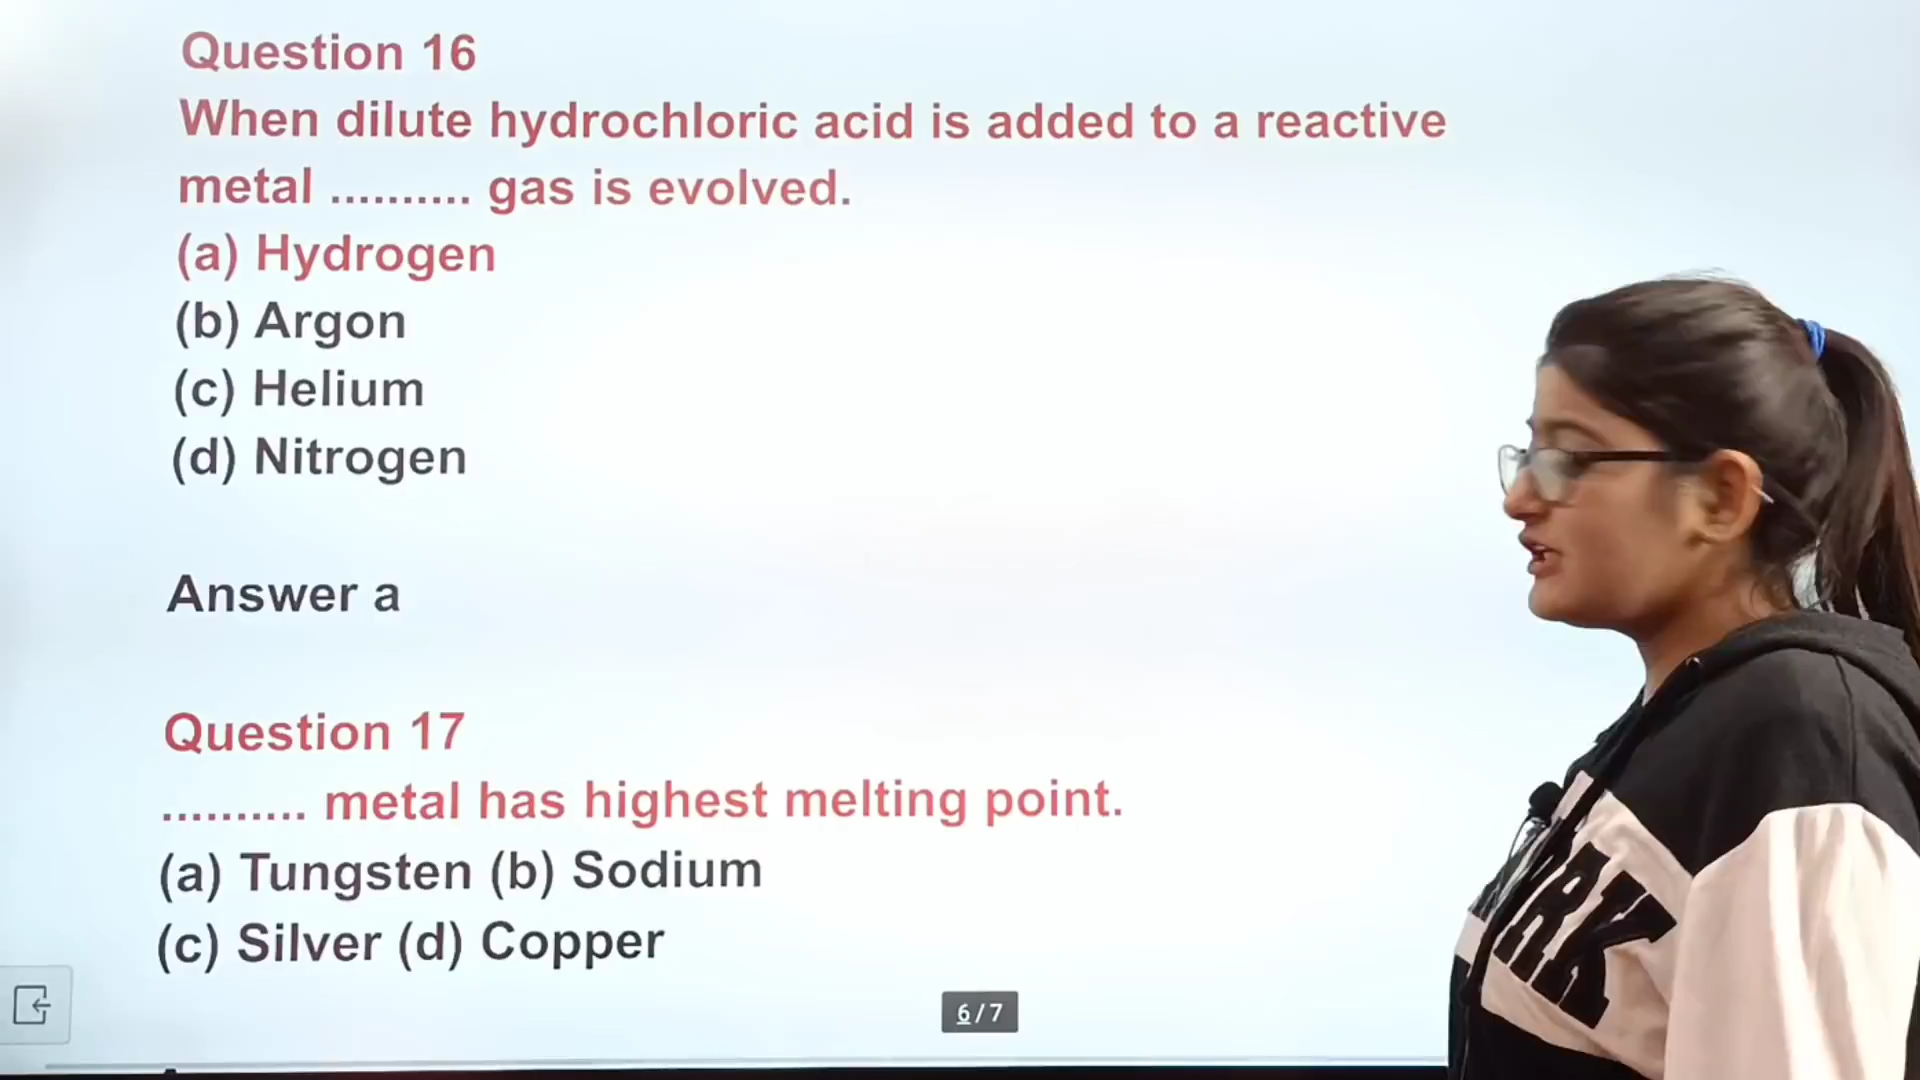 Question 16
When dilute hydrochloric acid is added to a reactive
metal .......... gas is evolved.
(a) Hydrogen
(b) Argon
(c) Helium
(d) Nitrogen
Answer a
Question 17
.......... metal has highest melting point.
(a) Tungsten (b) Sodium
(c) Silver (d) Copper
6/7